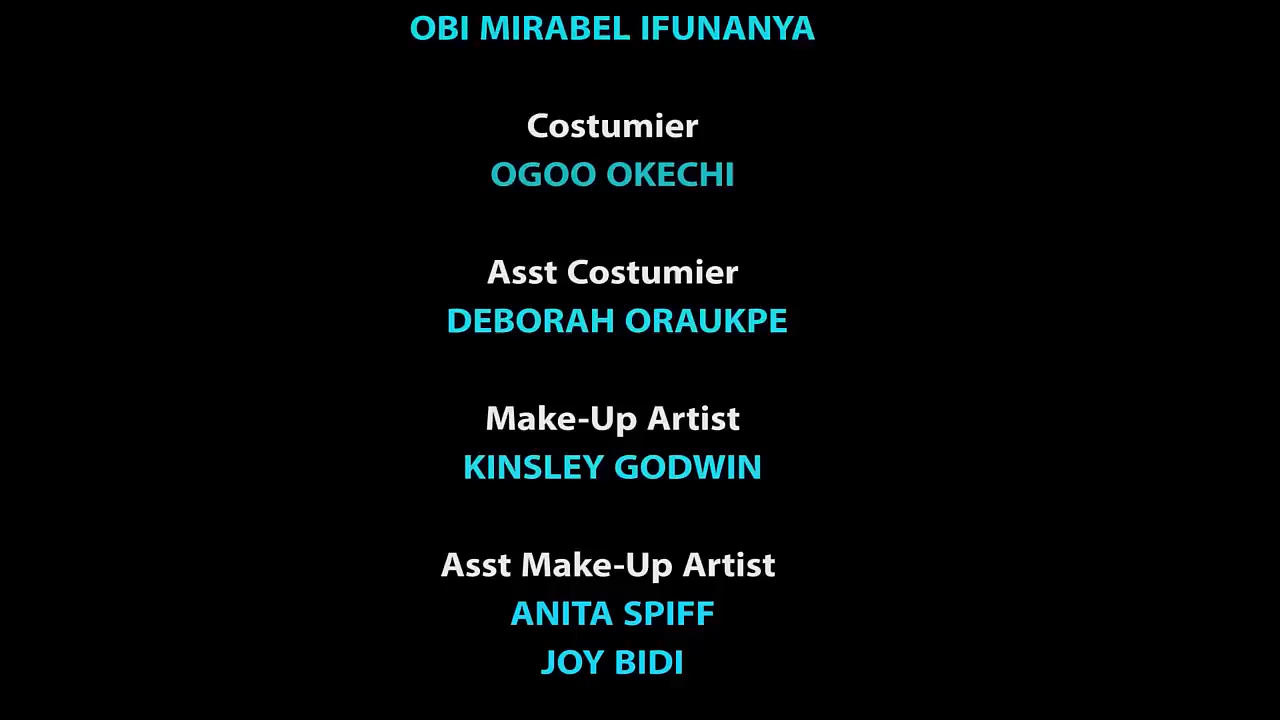 OBI MIRABEL IFUNANYA
Costumier
OGOO OKECHI
Asst Costumier
DEBORAH ORAUKPE
Make-Up Artist
KINSLEY GODWIN
Asst Make-Up Artist
ANITA SPIFF
JOY BIDI